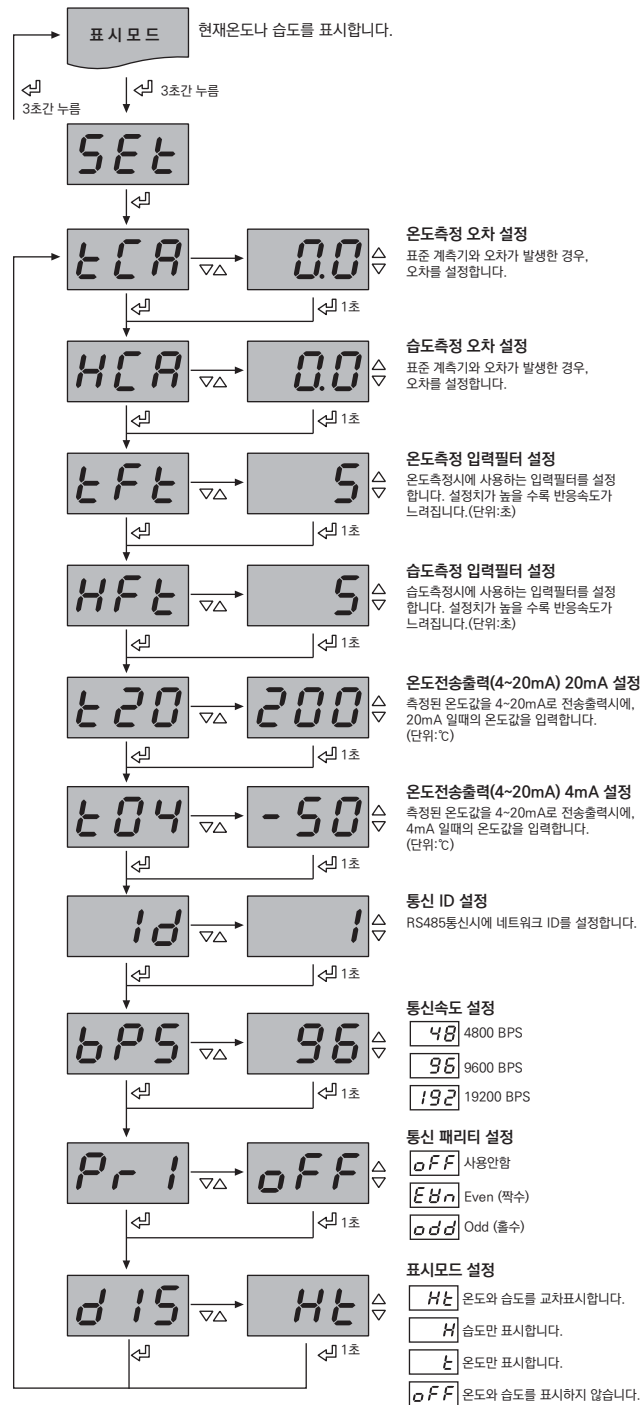 표시모드
현재온도나 습도를 표시합니다.
3초간 누름
3초간 누름
SEt
tCA
0.0
온도측정 오차 설정
표준 계측기와 오차가 발생한 경우,
오차를 설정합니다.
1초
HCA
0.0
습도측정 오차 설정
표준 계측기와 오차가 발생한 경우,
오차를 설정합니다.
1초
tFt
5
온도측정 입력필터 설정
온도측정시에 사용하는 입력필터를 설정
합니다. 설정치가 높을 수록 반응속도가
느려집니다.(단위:초)
1초
HFt
5
습도측정 입력필터 설정
습도측정시에 사용하는 입력필터를 설정
합니다. 설정치가 높을 수록 반응속도가
느려집니다.(단위:초)
1초
t20
200
온도전송출력(4~20mA) 20mA 설정
측정된 온도값을 4~20mA로 전송출력시에,
20mA 일때의 온도값을 입력합니다.
(단위:℃)
1초
t04
-50
온도전송출력(4~20mA) 4mA 설정
측정된 온도값을 4~20mA로 전송출력시에,
4mA 일때의 온도값을 입력합니다.
(단위:℃)
1초
Id
1
통신 ID 설정
RS485통신시에 네트워크 ID를 설정합니다.
1초
bPS
96
통신속도 설정
48 4800 BPS
96 9600 BPS
192 19200 BPS
1초
PrI
oFF
통신 패리티 설정
oFF 사용안함
EVn Even (짝수)
odd Odd (홀수)
1초
dIS
Ht
표시모드 설정
Ht 온도와 습도를 교차표시합니다.
H 습도만 표시합니다.
t 온도만 표시합니다.
oFF 온도와 습도를 표시하지 않습니다.
1초